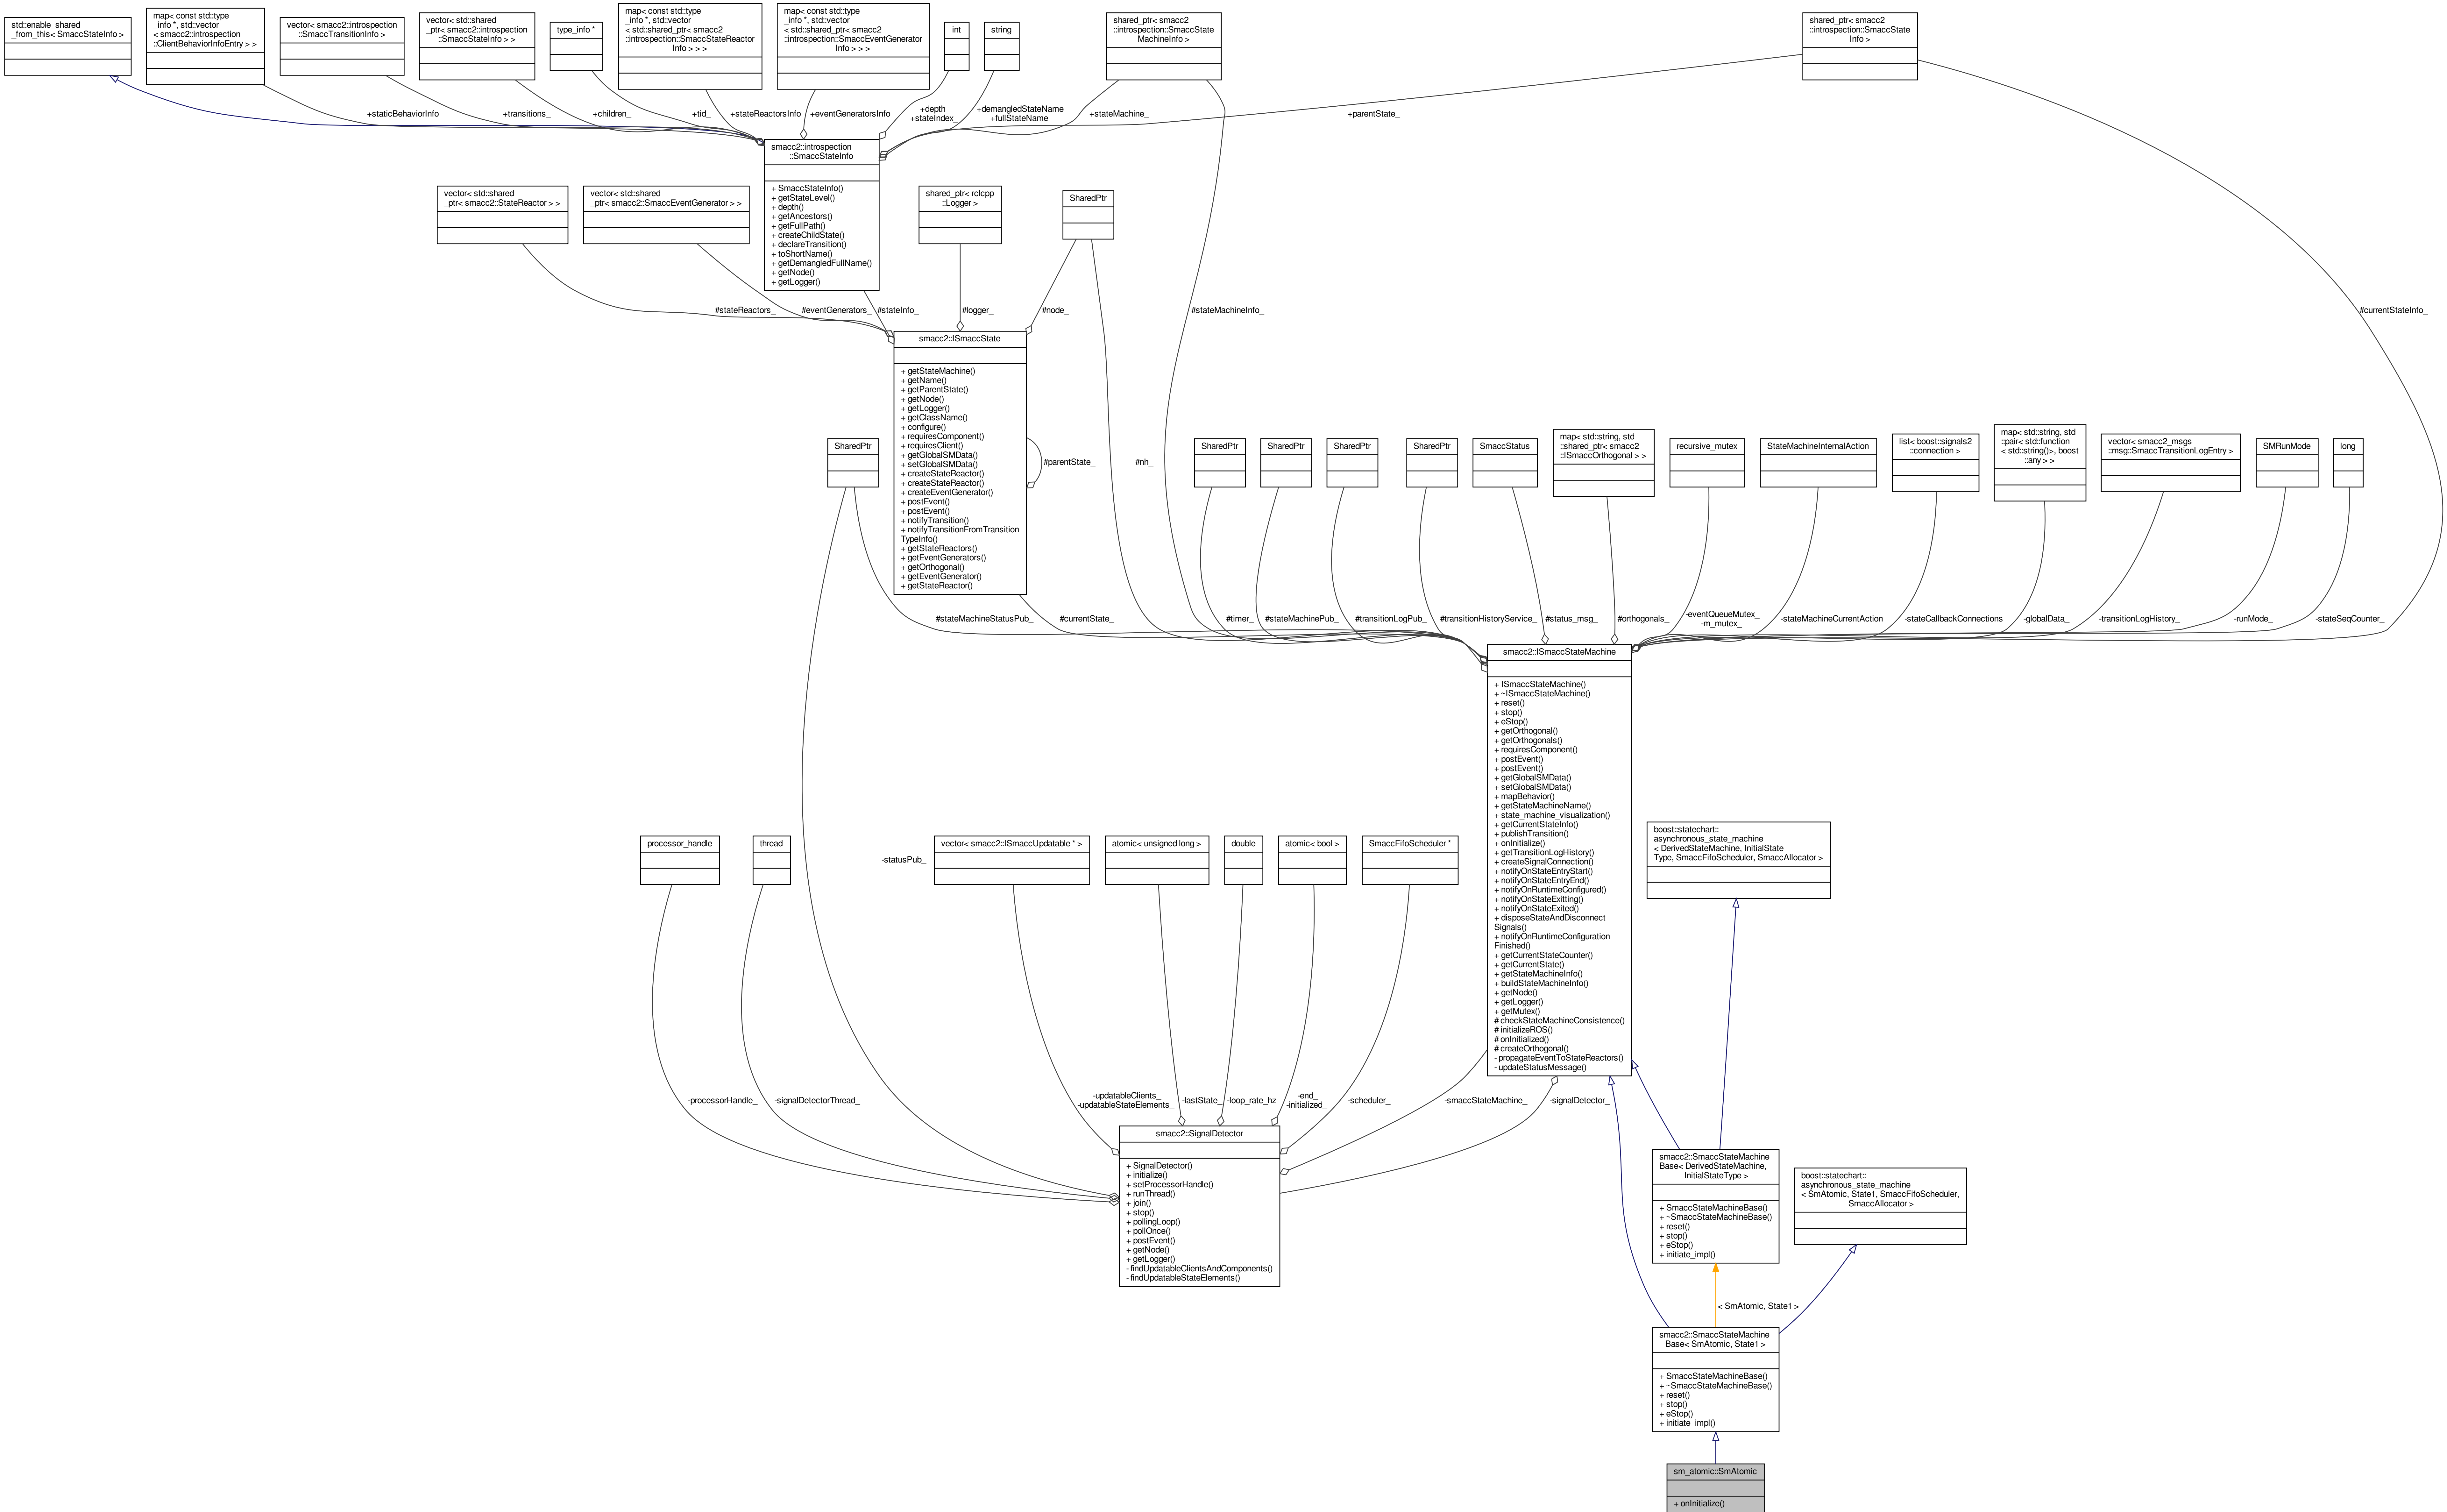 std::enable_shared
_from_this< SmaccStateInfo >
map< const std::type
_info *, std::vector
< smacc2::introspection
::ClientBehaviorInfoEntry > >
vector< smacc2::introspection
::SmaccTransitionInfo >
vector< std::shared
_ptr< smacc2::introspection
::SmaccStateInfo > >
type_info *
map< const std::type
_info *, std::vector
< std::shared_ptr< smacc2
::introspection::SmaccStateReactor
Info > > >
map< const std::type
_info *, std::vector
< std::shared_ptr< smacc2
::introspection::SmaccEventGenerator
Info > > >
int
string
shared_ptr< smacc2
::introspection::SmaccState
MachineInfo >
shared_ptr< smacc2
::introspection::SmaccState
Info >
+staticBehaviorInfo
+transitions_
+children_
+tid_
+stateReactorsInfo
+eventGeneratorsInfo
+depth_
+stateIndex_
+demangledStateName
+fullStateName
+stateMachine_
+parentState_
smacc2::introspection
::SmaccStateInfo
+ SmaccStateInfo()
+ getStateLevel()
+ depth()
+ getAncestors()
+ getFullPath()
+ createChildState()
+ declareTransition()
+ toShortName()
+ getDemangledFullName()
+ getNode()
+ getLogger()
vector< std::shared
_ptr< smacc2::StateReactor > >
vector< std::shared
_ptr< smacc2::SmaccEventGenerator > >
shared_ptr< rclcpp
::Logger >
SharedPtr
#stateReactors_
#eventGenerators_
#stateInfo_
#logger_
#node_
#stateMachineInfo_
#currentStateInfo_
smacc2::ISmaccState
+ getStateMachine()
+ getName()
+ getParentState()
+ getNode()
+ getLogger()
+ getClassName()
+ configure()
+ requiresComponent()
+ requiresClient()
+ getGlobalSMData()
+ setGlobalSMData()
+ createStateReactor()
+ createStateReactor()
+ createEventGenerator()
+ postEvent()
+ postEvent()
+ notifyTransition()
+ notifyTransitionFromTransition
TypeInfo()
+ getStateReactors()
+ getEventGenerators()
+ getOrthogonal()
+ getEventGenerator()
+ getStateReactor()
#parentState_
#nh_
SharedPtr
SharedPtr
SharedPtr
SharedPtr
SharedPtr
SmaccStatus
map< std::string, std
::shared_ptr< smacc2
::ISmaccOrthogonal > >
recursive_mutex
StateMachineInternalAction
list< boost::signals2
::connection >
map< std::string, std
::pair< std::function
< std::string()>, boost
::any > >
vector< smacc2_msgs
::msg::SmaccTransitionLogEntry >
SMRunMode
long
#stateMachineStatusPub_
#currentState_
#timer_
#stateMachinePub_
#transitionLogPub_
#transitionHistoryService_
#status_msg_
#orthogonals_
-eventQueueMutex_
-m_mutex_
-stateMachineCurrentAction
-stateCallbackConnections
-globalData_
-transitionLogHistory_
-runMode_
-stateSeqCounter_
smacc2::ISmaccStateMachine
+ ISmaccStateMachine()
+ ~ISmaccStateMachine()
+ reset()
+ stop()
+ eStop()
+ getOrthogonal()
+ getOrthogonals()
+ requiresComponent()
+ postEvent()
+ postEvent()
+ getGlobalSMData()
+ setGlobalSMData()
+ mapBehavior()
+ getStateMachineName()
+ state_machine_visualization()
+ getCurrentStateInfo()
+ publishTransition()
+ onInitialize()
+ getTransitionLogHistory()
+ createSignalConnection()
+ notifyOnStateEntryStart()
+ notifyOnStateEntryEnd()
+ notifyOnRuntimeConfigured()
+ notifyOnStateExitting()
+ notifyOnStateExited()
+ disposeStateAndDisconnect
Signals()
+ notifyOnRuntimeConfiguration
Finished()
+ getCurrentStateCounter()
+ getCurrentState()
+ getStateMachineInfo()
+ buildStateMachineInfo()
+ getNode()
+ getLogger()
+ getMutex()
# checkStateMachineConsistence()
# initializeROS()
# onInitialized()
# createOrthogonal()
- propagateEventToStateReactors()
- updateStatusMessage()
processor_handle
thread
-statusPub_
vector< smacc2::ISmaccUpdatable * >
atomic< unsigned long >
double
atomic< bool >
SmaccFifoScheduler *
boost::statechart::
asynchronous_state_machine
< DerivedStateMachine, InitialState
Type, SmaccFifoScheduler, SmaccAllocator >
-processorHandle_
-signalDetectorThread_
-updatableClients_
-updatableStateElements_
-lastState_
-loop_rate_hz
-end_
-initialized_
-scheduler_
-smaccStateMachine_
-signalDetector_
smacc2::SignalDetector
+ SignalDetector()
+ initialize()
+ setProcessorHandle()
+ runThread()
+ join()
+ stop()
+ pollingLoop()
+ pollOnce()
+ postEvent()
+ getNode()
+ getLogger()
- findUpdatableClientsAndComponents()
- findUpdatableStateElements()
smacc2::SmaccStateMachine
Base< DerivedStateMachine,
InitialStateType >
+ SmaccStateMachineBase()
+ ~SmaccStateMachineBase()
+ reset()
+ stop()
+ eStop()
+ initiate_impl()
boost::statechart::
asynchronous_state_machine
< SmAtomic, State1, SmaccFifoScheduler,
SmaccAllocator >
< SmAtomic, State1 >
smacc2::SmaccStateMachine
Base< SmAtomic, State1 >
+ SmaccStateMachineBase()
+ ~SmaccStateMachineBase()
+ reset()
+ stop()
+ eStop()
+ initiate_impl()
sm_atomic::SmAtomic
+ onInitialize()